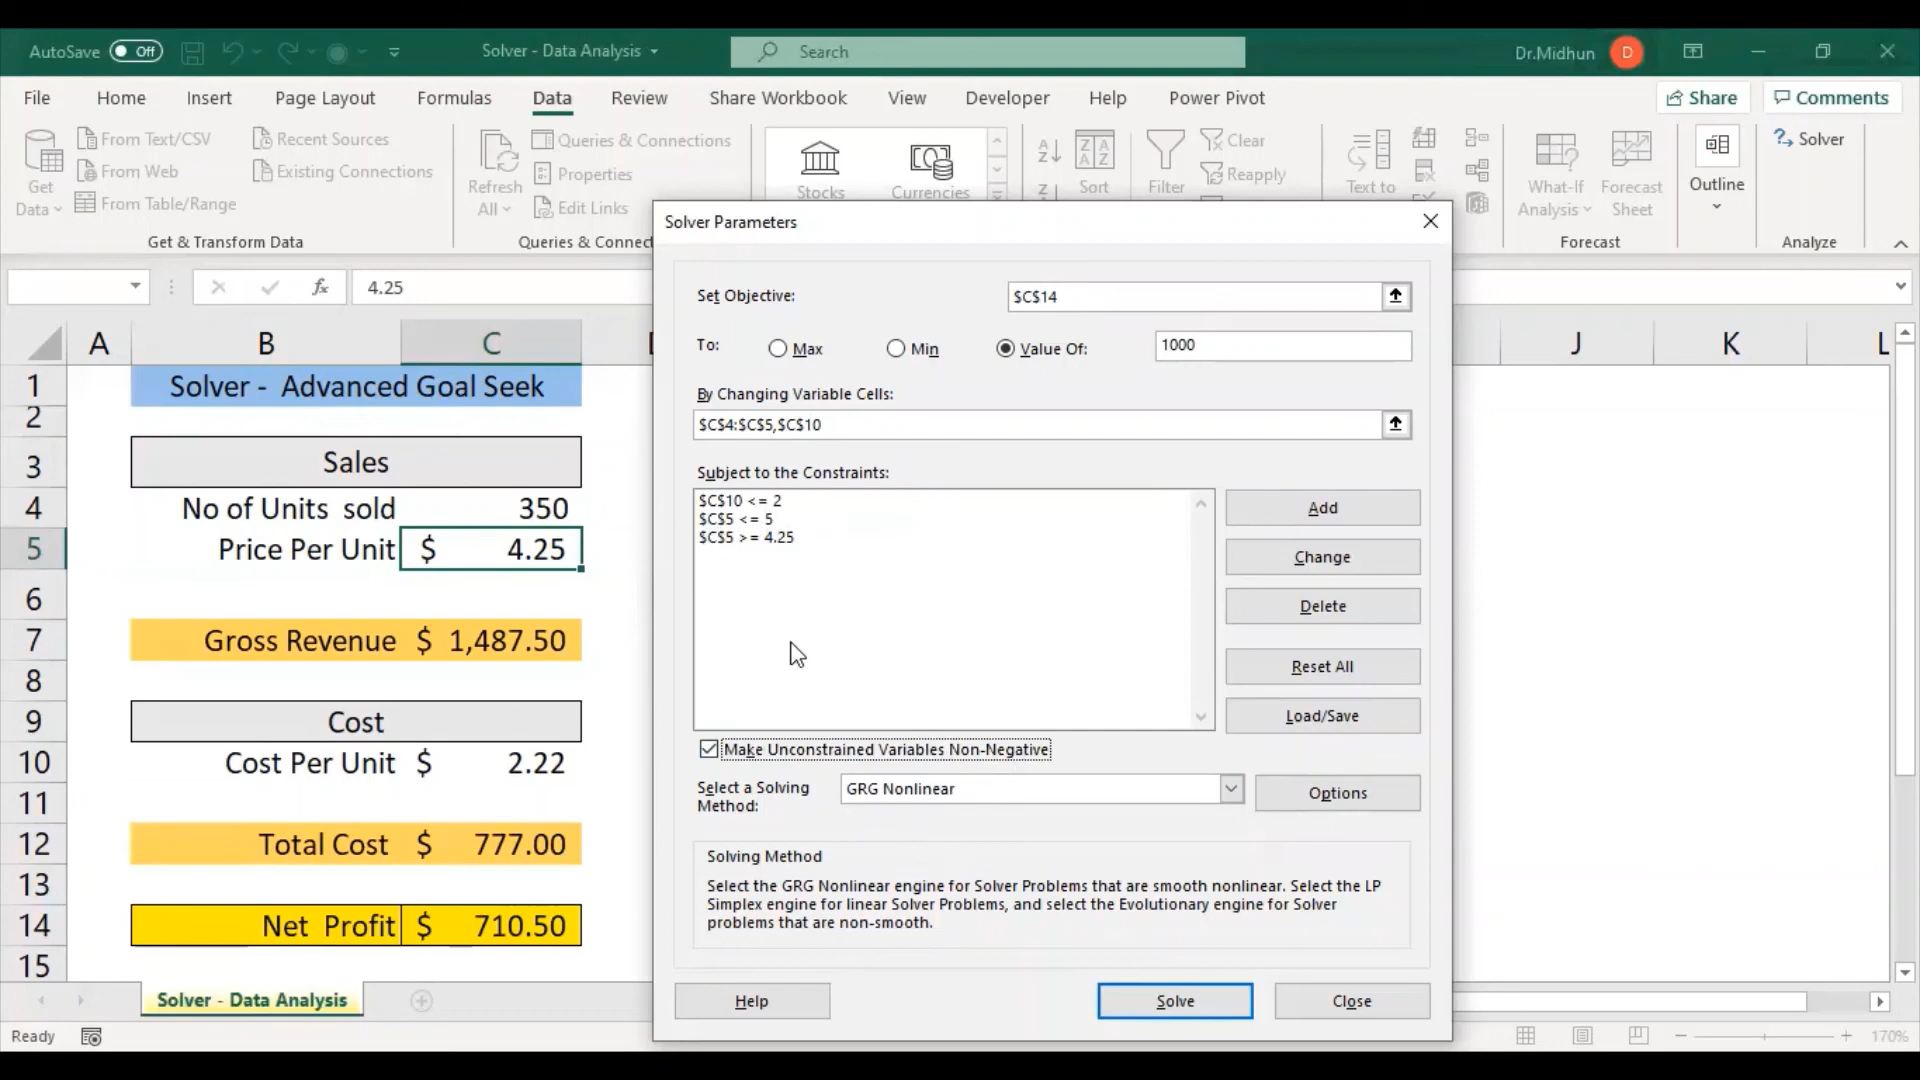 AutoSave Off Solver - Data Analysis Search Dr.Midhun D
File Home Insert Page Layout Formulas Data Review Share Workbook View Developer Help Power Pivot Share Comments
Get Data
From Text/CSV
From Web
From Table/Range
Recent Sources
Existing Connections
Get & Transform Data
Refresh All
Queries & Connections
Properties
Edit Links
Queries & Connect
Stocks Currencies
Sort
Filter
Clear
Reapply
Text to
What-If Analysis
Forecast Sheet
Forecast
Outline
Solver
Analyze
fx 4.25
A B C J K L
1 Solver - Advanced Goal Seek
2
3 Sales
4 No of Units sold 350
5 Price Per Unit $ 4.25
6
7 Gross Revenue $ 1,487.50
8
9 Cost
10 Cost Per Unit $ 2.22
11
12 Total Cost $ 777.00
13
14 Net Profit $ 710.50
15
Solver - Data Analysis
Ready
170%
Solver Parameters
Set Objective: $C$14
To: Max Min Value Of: 1000
By Changing Variable Cells:
$C$4:$C$5,$C$10
Subject to the Constraints:
$C$10 <= 2
$C$5 <= 5
$C$5 >= 4.25
Add
Change
Delete
Reset All
Load/Save
Make Unconstrained Variables Non-Negative
Select a Solving Method:
GRG Nonlinear
Options
Solving Method
Select the GRG Nonlinear engine for Solver Problems that are smooth nonlinear. Select the LP
Simplex engine for linear Solver Problems, and select the Evolutionary engine for Solver
problems that are non-smooth.
Help Solve Close